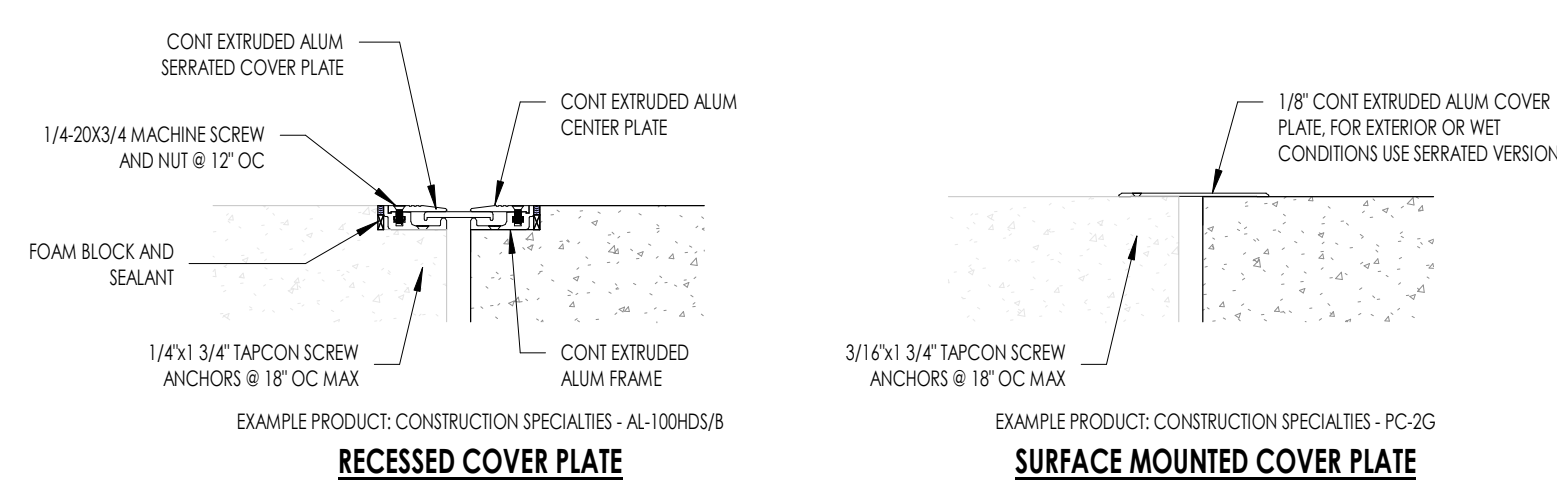 CONT EXTRUDED ALUM
SERRATED COVER PLATE
CONT EXTRUDED ALUM
CENTER PLATE
1/4-20X3/4 MACHINE SCREW
AND NUT @ 12" OC
FOAM BLOCK AND
SEALANT
1/4"x1 3/4" TAPCON SCREW
ANCHORS @ 18" OC MAX
CONT EXTRUDED
ALUM FRAME
EXAMPLE PRODUCT: CONSTRUCTION SPECIALTIES - AL-100HDS/B
RECESSED COVER PLATE
1/8" CONT EXTRUDED ALUM COVER
PLATE, FOR EXTERIOR OR WET
CONDITIONS USE SERRATED VERSION
3/16"x1 3/4" TAPCON SCREW
ANCHORS @ 18" OC MAX
EXAMPLE PRODUCT: CONSTRUCTION SPECIALTIES - PC-2G
SURFACE MOUNTED COVER PLATE